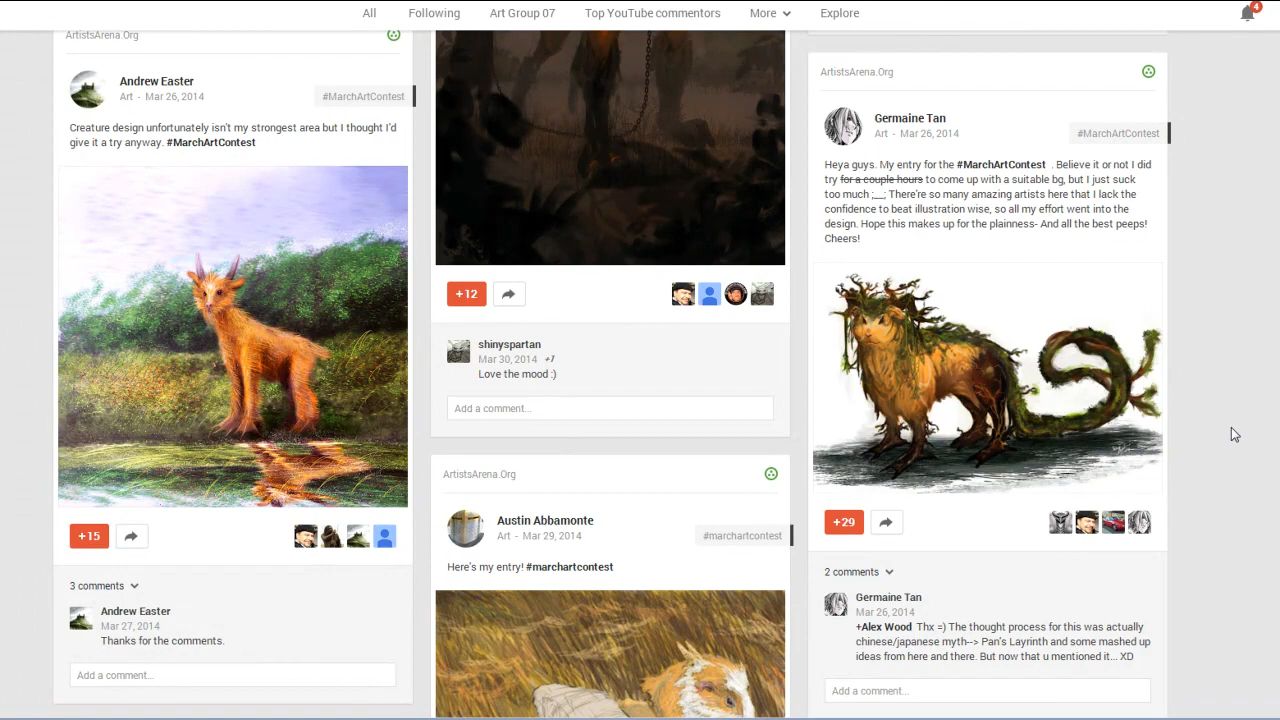 All
Following
Art Group 07
Top YouTube commentors
More
Explore
4
ArtistsArena.Org
Andrew Easter
Art - Mar 26, 2014
#MarchArtContest
Creature design unfortunately isn't my strongest area but I thought I'd
give it a try anyway. #MarchArtContest
+15
3 comments
Andrew Easter
Mar 27, 2014
Thanks for the comments.
Add a comment...
+12
shinyspartan
Mar 30, 2014 +1
Love the mood :)
Add a comment...
ArtistsArena.Org
Austin Abbamonte
Art - Mar 29, 2014
#marchartcontest
Here's my entry! #marchartcontest
ArtistsArena.Org
Germaine Tan
Art - Mar 26, 2014
#MarchArtContest
Heya guys. My entry for the #MarchArtContest . Believe it or not I did
try for a couple hours to come up with a suitable bg, but I just suck
too much ;__; There're so many amazing artists here that I lack the
confidence to beat illustration wise, so all my effort went into the
design. Hope this makes up for the plainness- And all the best peeps!
Cheers!
+29
2 comments
Germaine Tan
Mar 26, 2014
+Alex Wood Thx =) The thought process for this was actually
chinese/japanese myth--> Pan's Layrinth and some mashed up
ideas from here and there. But now that u mentioned it... XD
Add a comment...